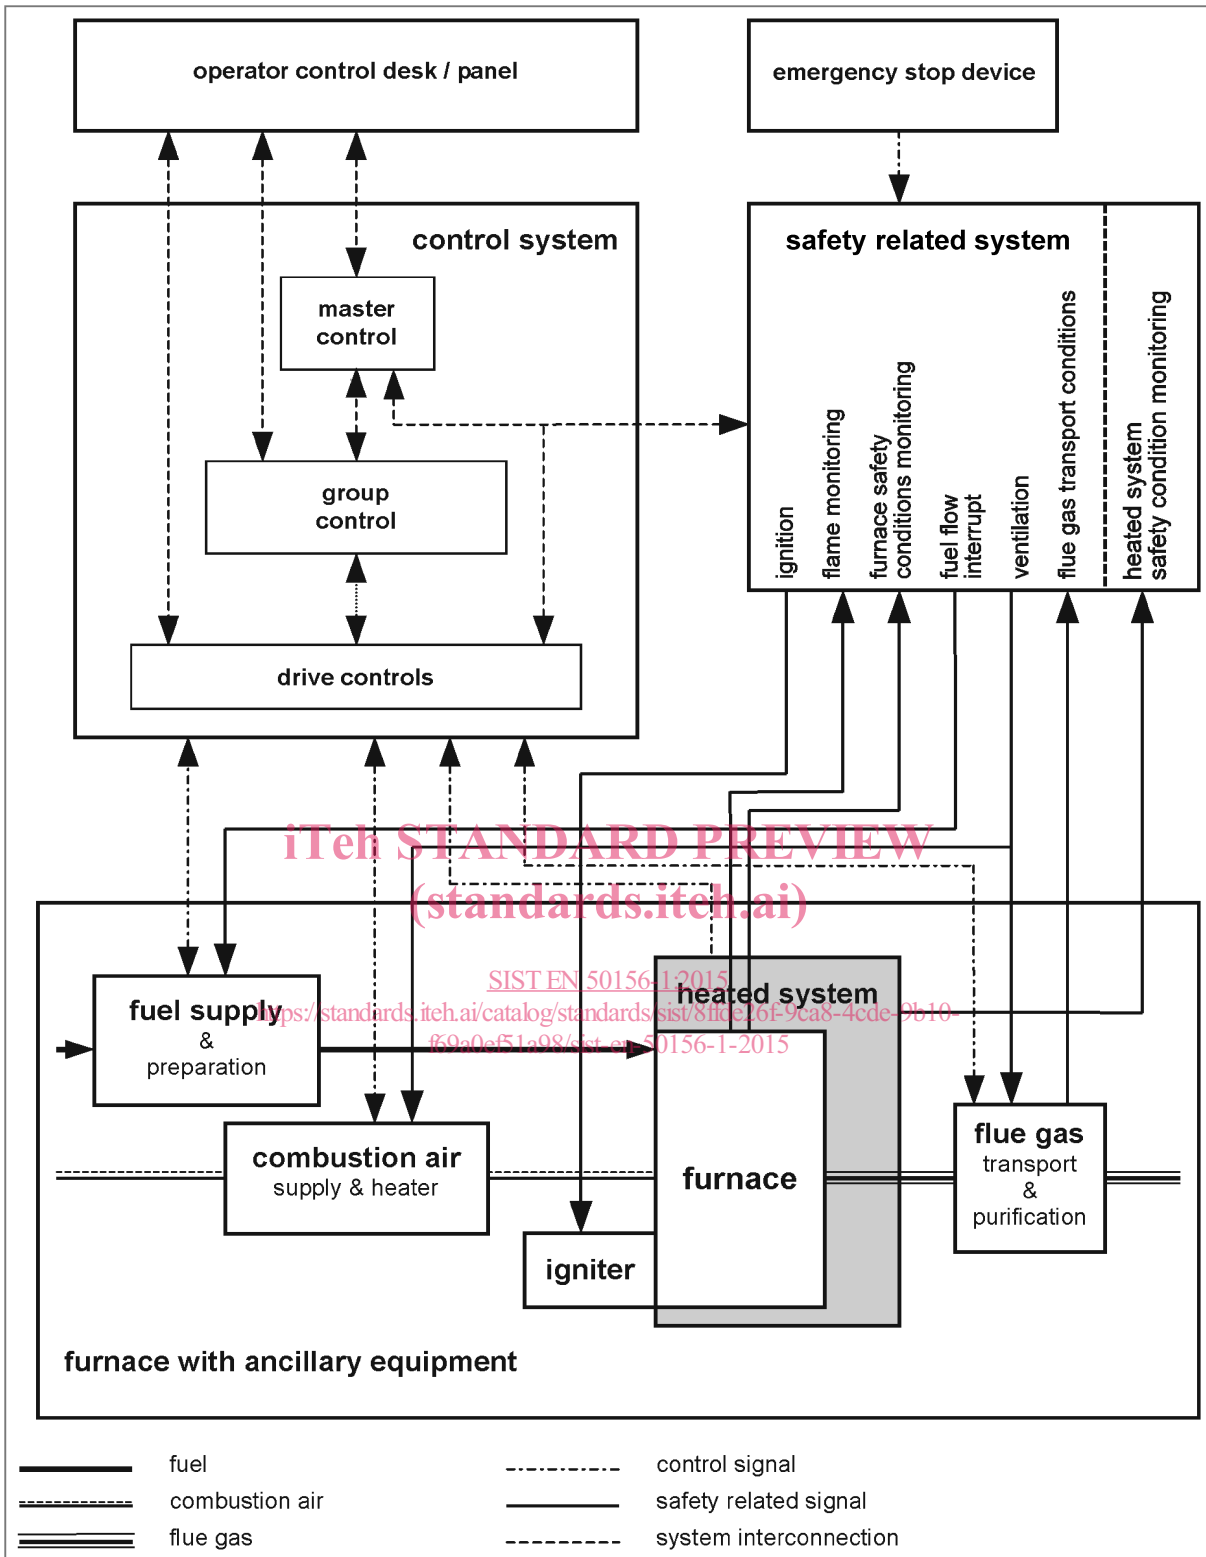 operator control desk / panel
emergency stop device
control system
safety related system
master
control
group
control
drive controls
ignition
flame monitoring
furnace safety
conditions monitoring
fuel flow
interrupt
ventilation
flue gas transport conditions
heated system
safety condition monitoring
iTeh STANDARD PREVIEW
(standards.iteh.ai)
SIST EN 50156-1:2015
https://standards.iteh.ai/catalog/standards/sist/8ffde26f-9ca8-4cde-9b10-
f69a0ef51a98/sist-en-50156-1-2015
fuel supply
&
preparation
heated system
combustion air
supply & heater
furnace
flue gas
transport
&
purification
igniter
furnace with ancillary equipment
fuel
combustion air
flue gas
control signal
safety related signal
system interconnection